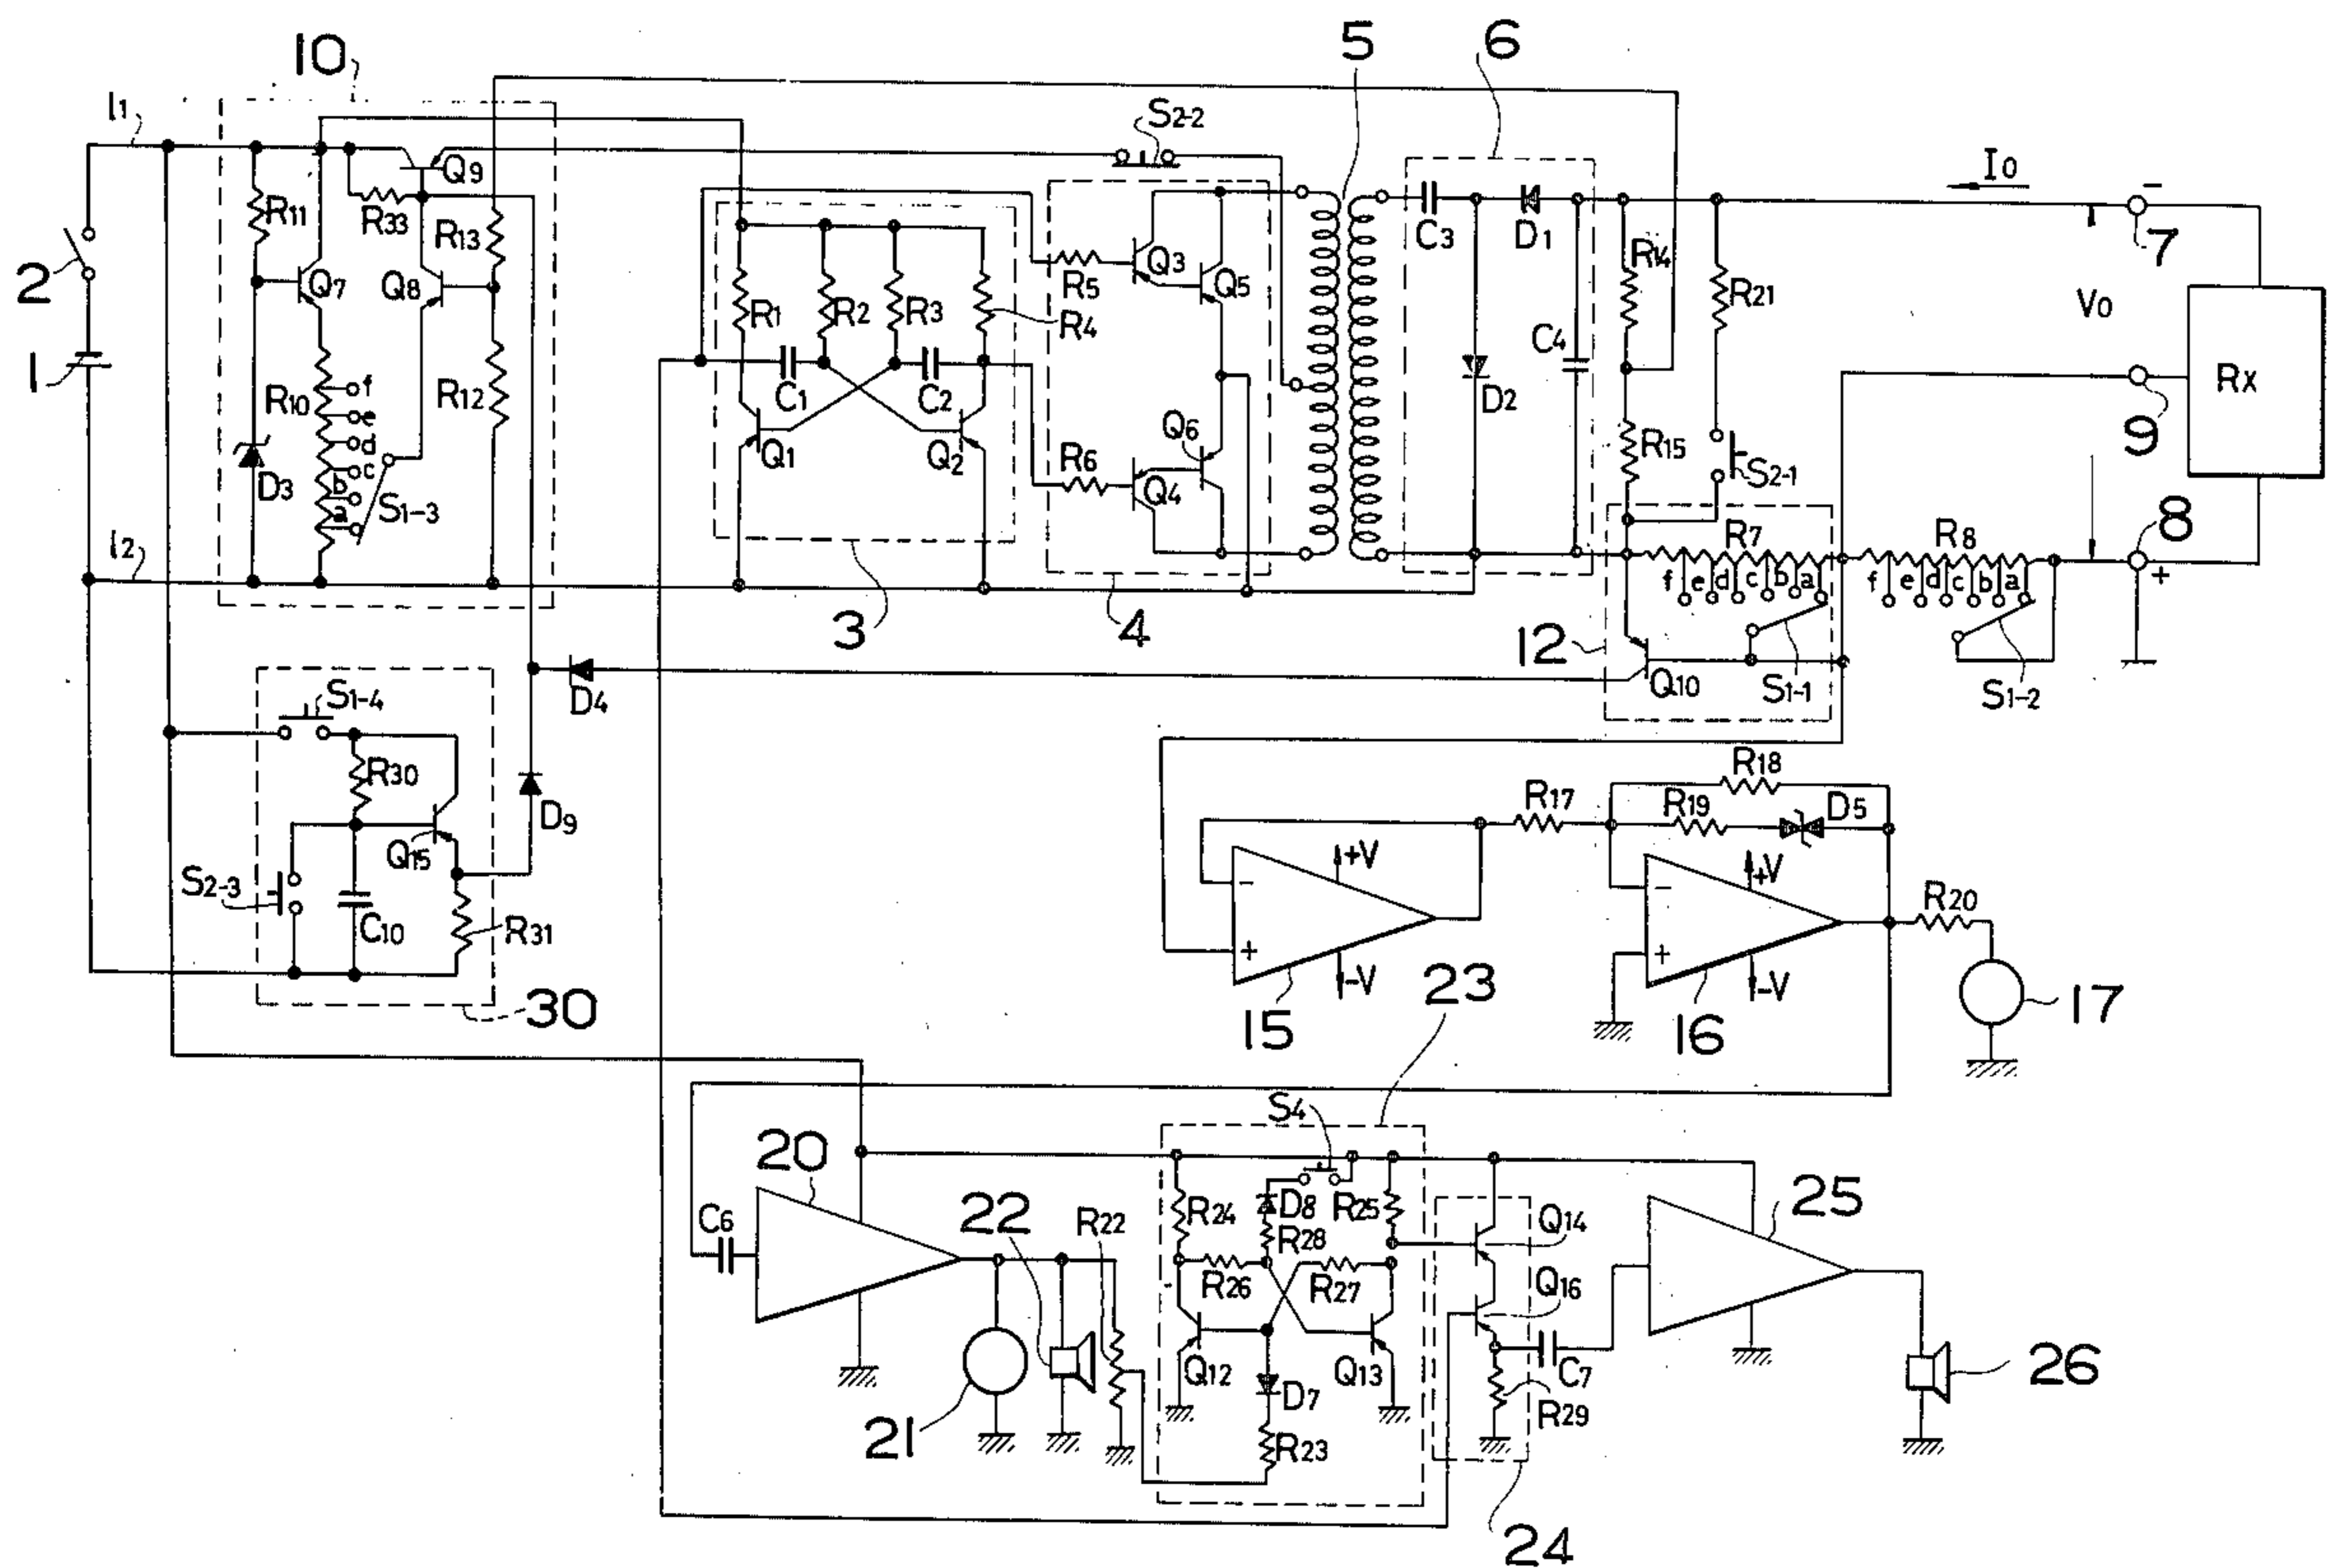 10
5
6
l1
S2-2
I0
−
Q9
R11
R33
R13
C3
D1
R14
7
2
Q7
Q8
R5
Q3
Q5
R21
V0
R1
R2
R3
R4
C4
1
R10
f
e
d
c
b
a
R12
C1
C2
D2
RX
Q6
9
D3
S1-3
Q1
Q2
R6
Q4
R15
S2-1
8
l2
R7
R8
+
f
e
d
c
b
a
f
e
d
c
b
a
3
4
12
D4
Q10
S1-1
S1-2
S1-4
R30
R18
D9
R17
R19
D5
Q15
+V
+V
S2-3
−
−
R20
C10
R31
+
+
−V
−V
23
30
15
16
17
S4
20
25
22
D8
C6
R22
R24
R25
Q14
R28
R26
R27
Q16
Q12
Q13
C7
26
D7
R29
21
R23
24